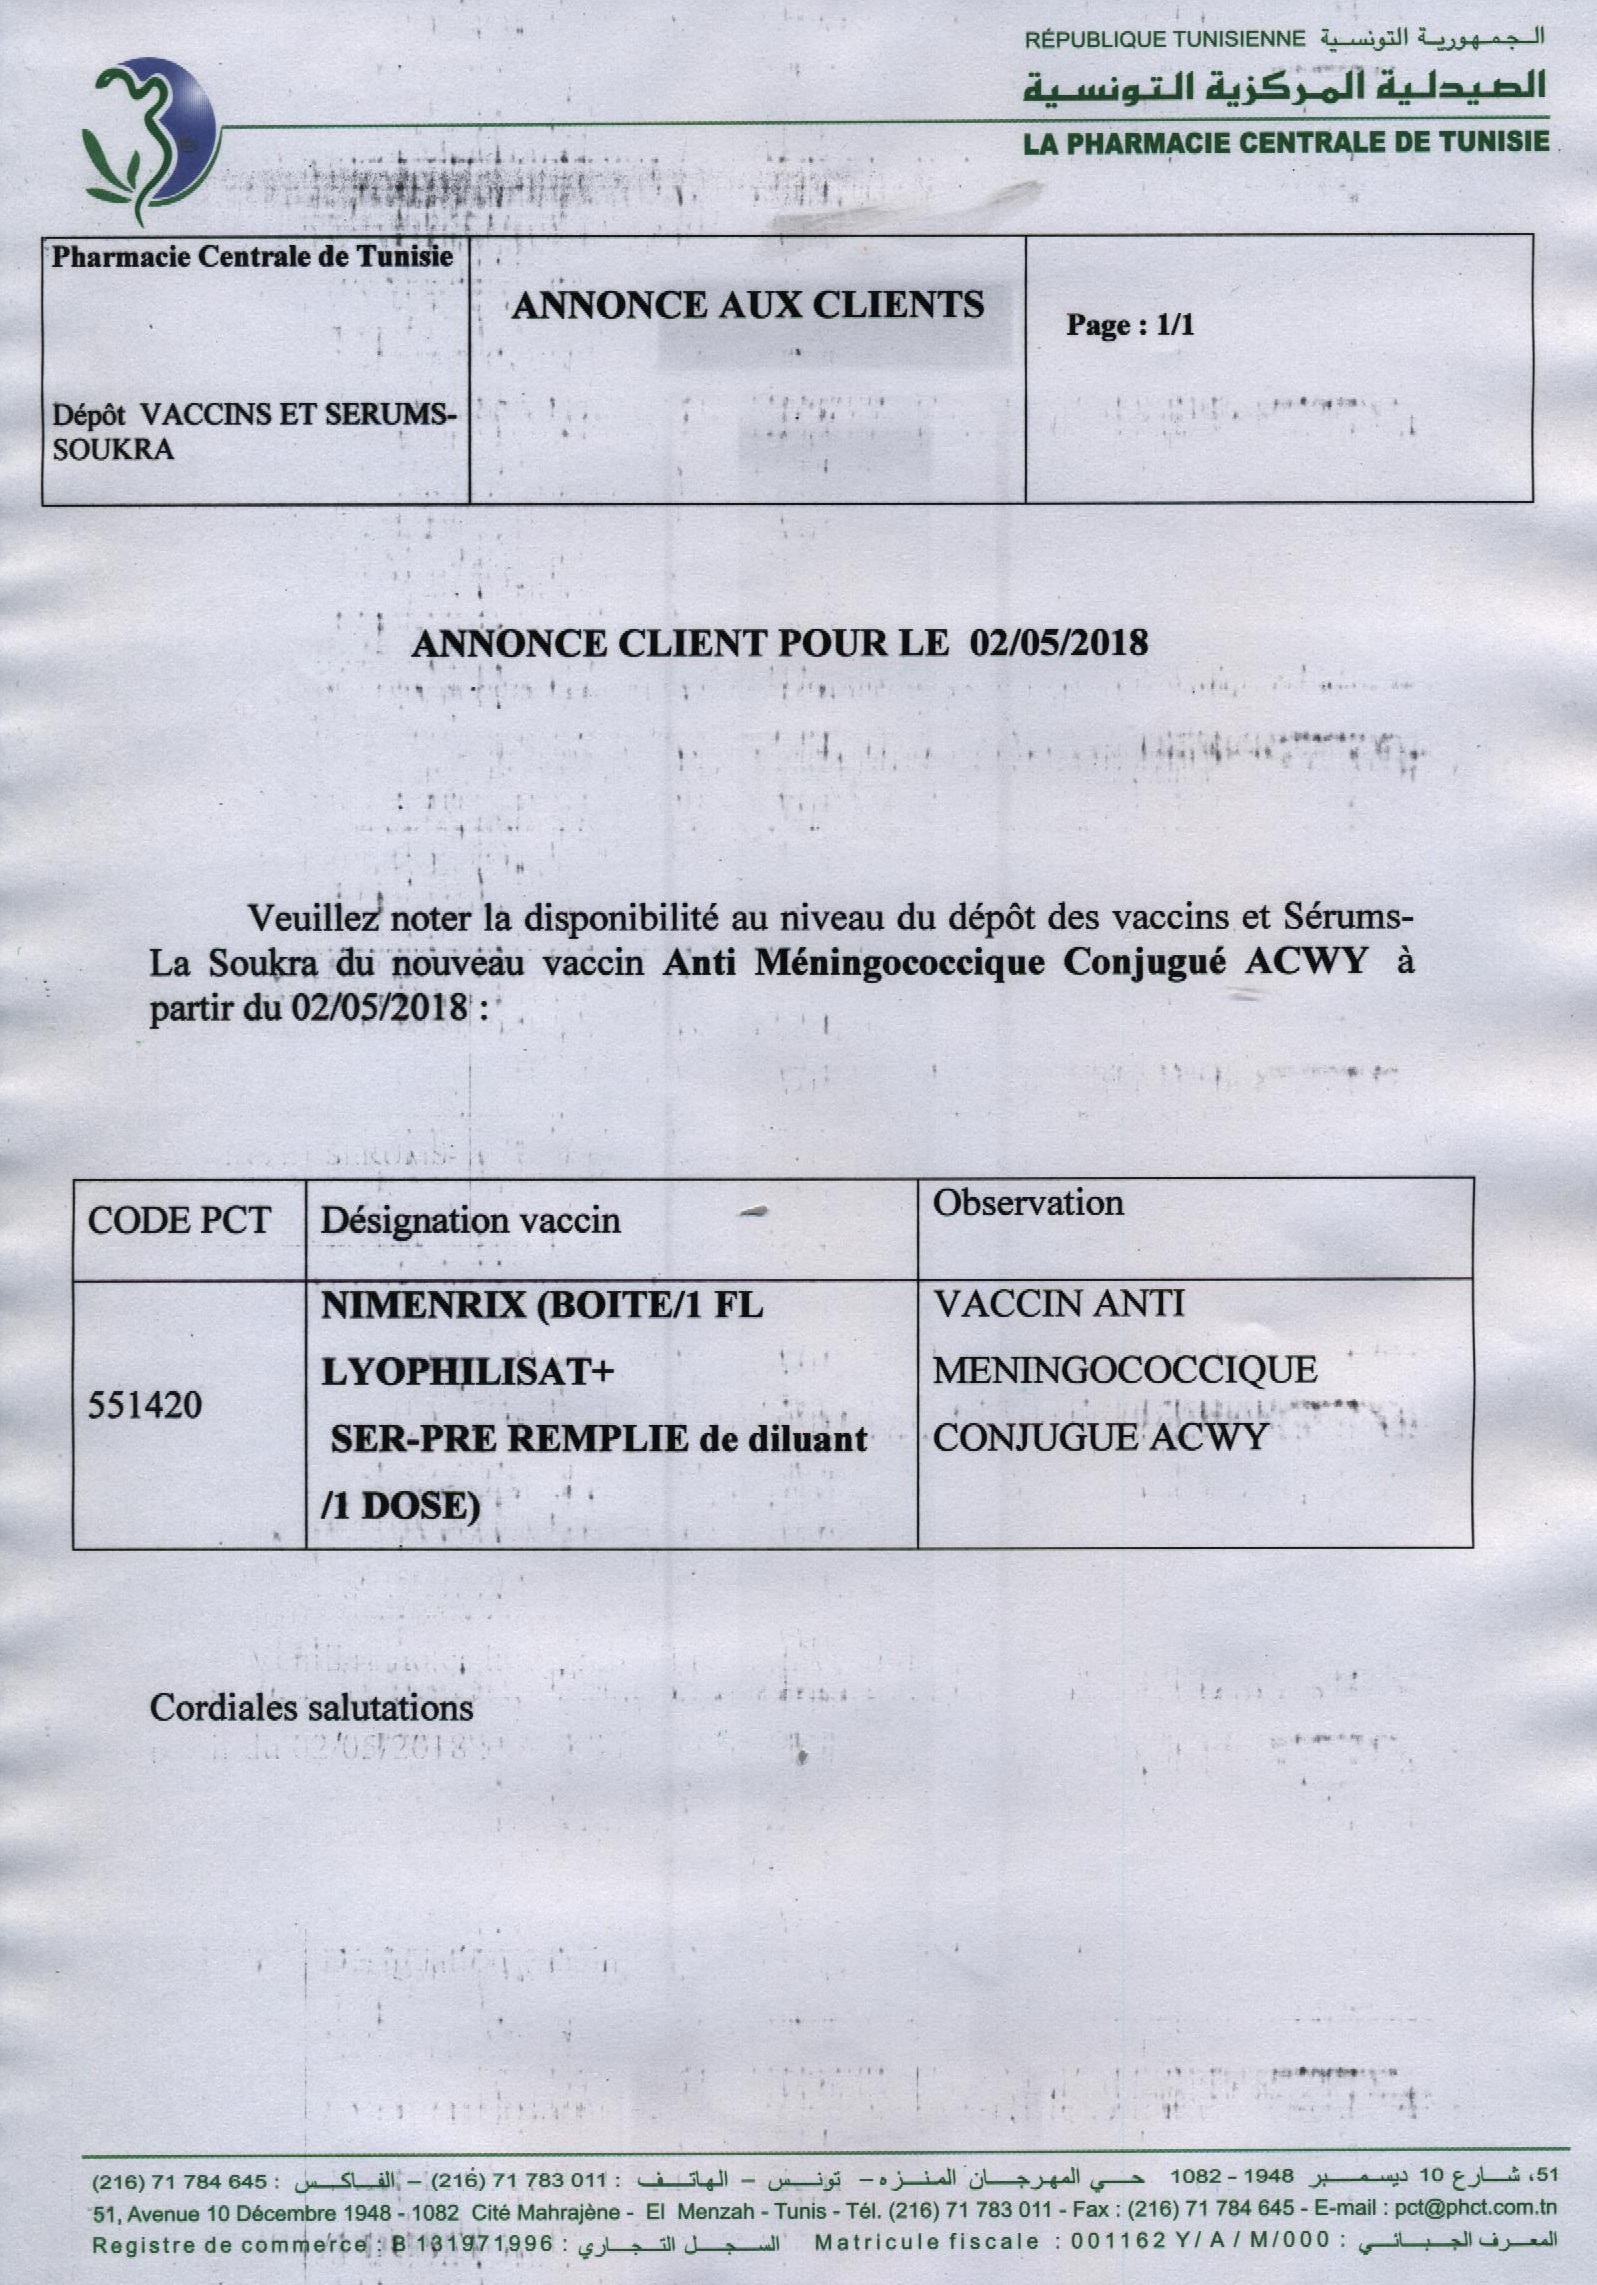 RÉPUBLIQUE TUNISIENNE الجمهورية التونسية
الصيدلية المركزية التونسية
LA PHARMACIE CENTRALE DE TUNISIE
Pharmacie Centrale de Tunisie
Dépôt VACCINS ET SERUMS-
SOUKRA
ANNONCE AUX CLIENTS
Page : 1/1
ANNONCE CLIENT POUR LE 02/05/2018
Veuillez noter la disponibilité au niveau du dépôt des vaccins et Sérums-
La Soukra du nouveau vaccin Anti Méningococcique Conjugué ACWY à
partir du 02/05/2018 :
CODE PCT
Désignation vaccin
Observation
551420
NIMENRIX (BOITE/1 FL
LYOPHILISAT+
SER-PRE REMPLIE de diluant
/1 DOSE)
VACCIN ANTI
MENINGOCOCCIQUE
CONJUGUE ACWY
Cordiales salutations
51، شارع 10 ديسمبر 1948 - 1082 حي المهرجان المنزه – تونس – الهاتف : 011 783 71 (216) – الفاكس : 645 784 71 (216)
51, Avenue 10 Décembre 1948 - 1082 Cité Mahrajène - El Menzah - Tunis - Tél. (216) 71 783 011 - Fax : (216) 71 784 645 - E-mail : pct@phct.com.tn
Registre de commerce : B 131971996 : السجل التجاري Matricule fiscale : 001162 Y/ A / M/000 : المعرف الجبائي